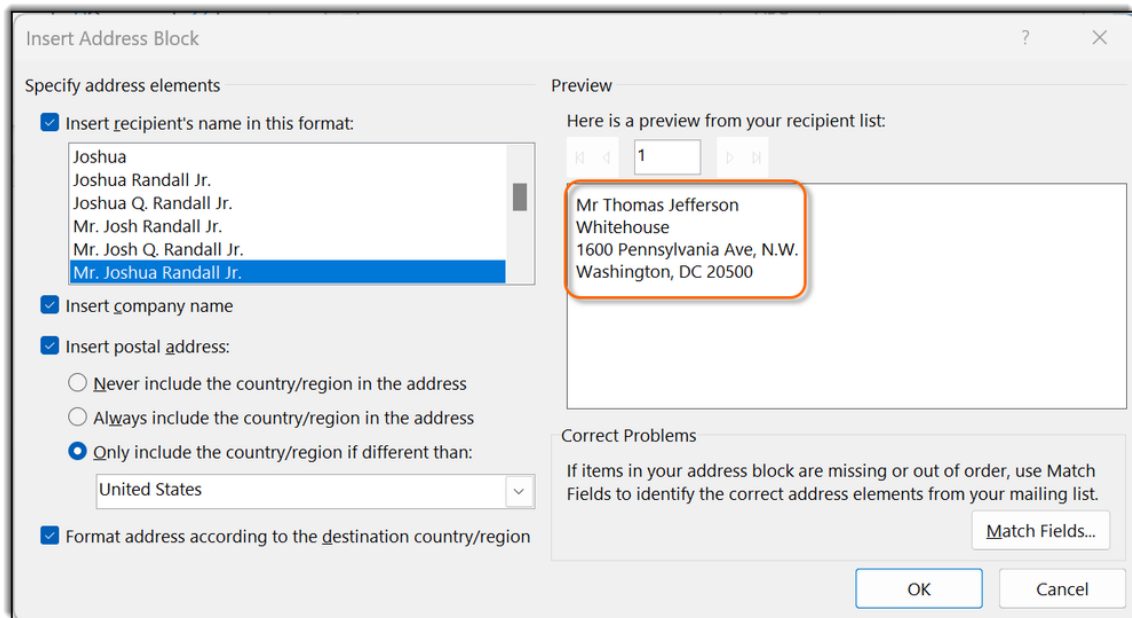 Insert Address Block
?
Specify address elements
Insert recipient's name in this format:
Joshua
Joshua Randall Jr.
Joshua Q. Randall Jr.
Mr. Josh Randall Jr.
Mr. Josh Q. Randall Jr.
Mr. Joshua Randall Jr.
Insert company name
Insert postal address:
Never include the country/region in the address
Always include the country/region in the address
Only include the country/region if different than:
United States
Format address according to the destination country/region
Preview
Here is a preview from your recipient list:
1
Mr Thomas Jefferson
Whitehouse
1600 Pennsylvania Ave, N.W.
Washington, DC 20500
Correct Problems
If items in your address block are missing or out of order, use Match
Fields to identify the correct address elements from your mailing list.
Match Fields...
OK
Cancel